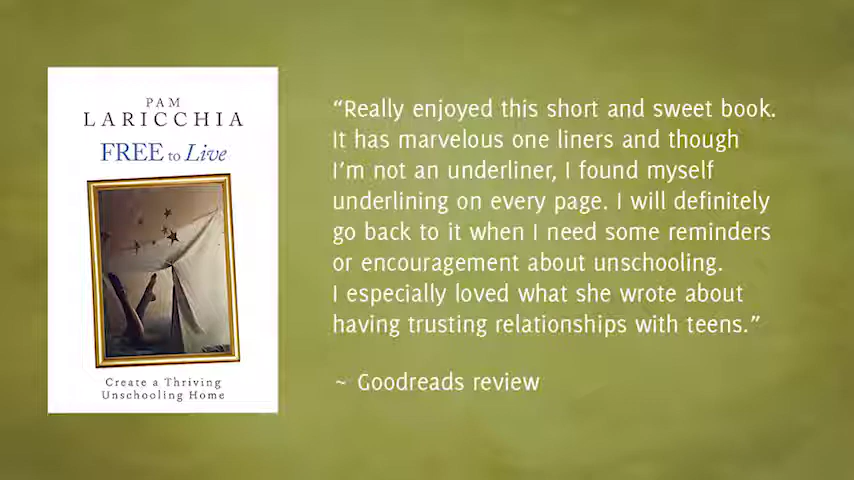 PAM
LARICCHIA
FREE to Live
Create a Thriving
Unschooling Home
“Really enjoyed this short and sweet book.
It has marvelous one liners and though
I’m not an underliner, I found myself
underlining on every page. I will definitely
go back to it when I need some reminders
or encouragement about unschooling.
I especially loved what she wrote about
having trusting relationships with teens.”
~ Goodreads review